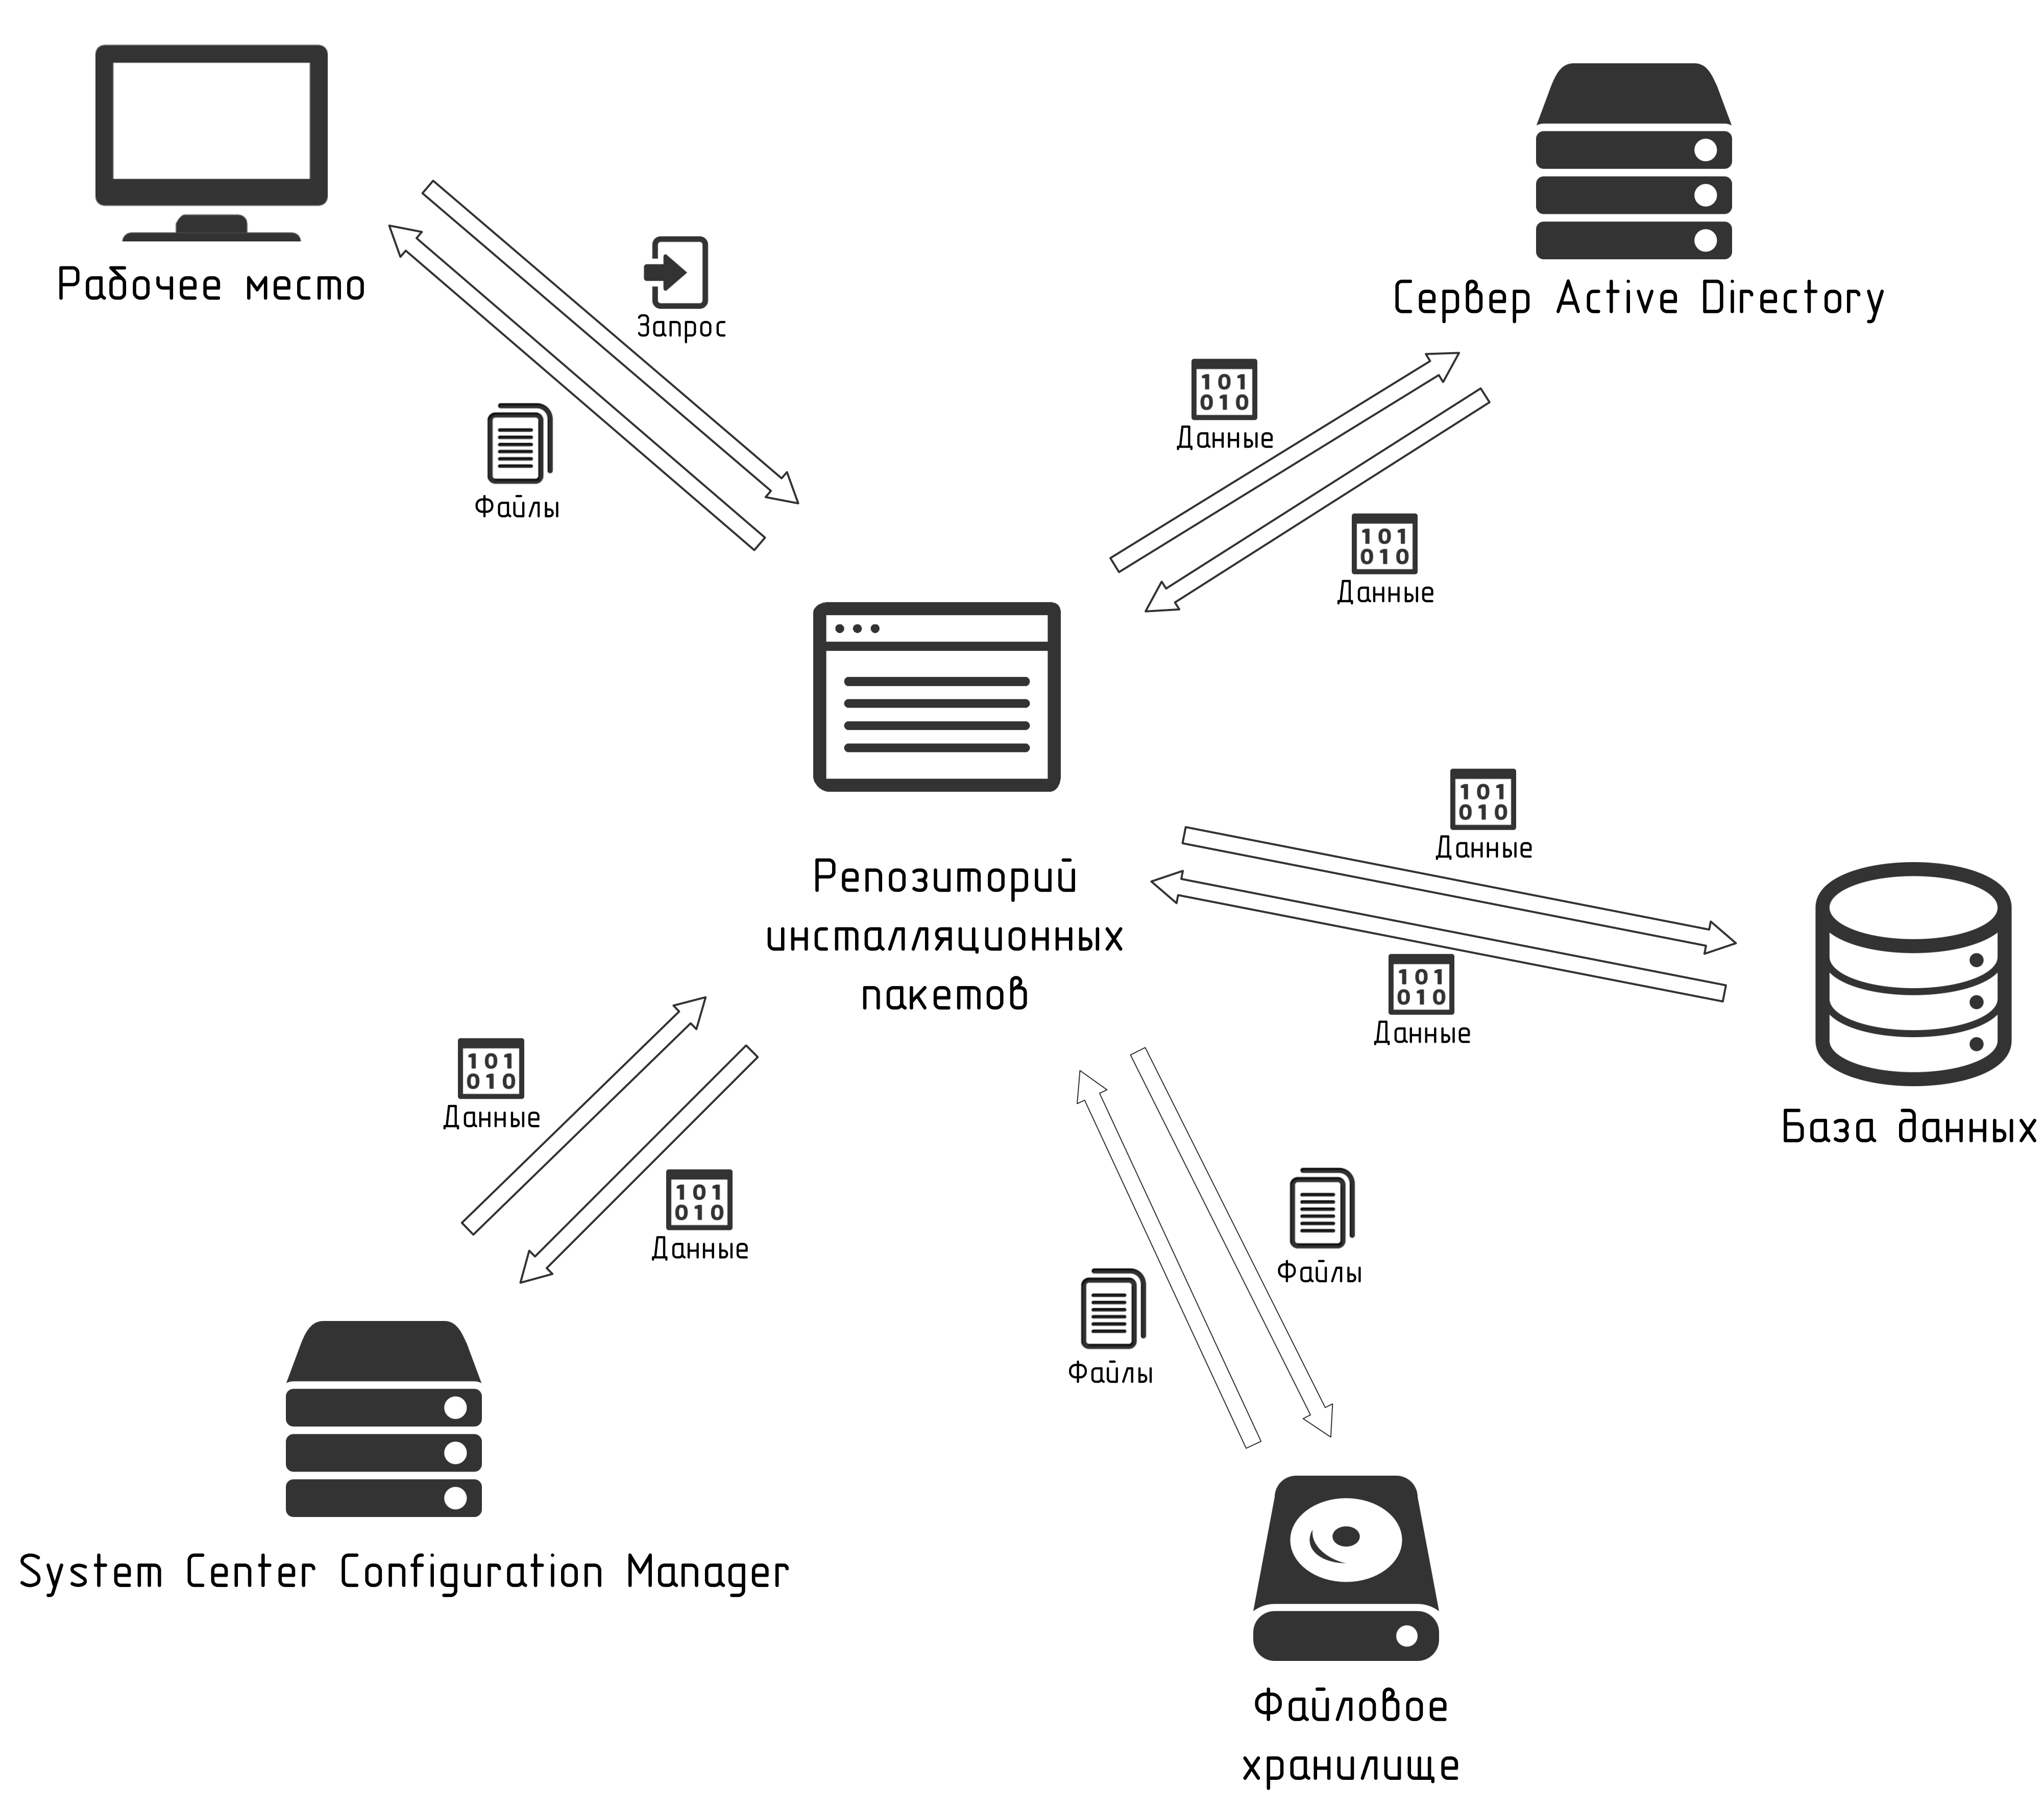 Рабочее место
Сервер Active Directory
Запрос
Файлы
101
010
Данные
101
010
Данные
Репозиторий
инсталляционных
пакетов
101
010
Данные
101
010
Данные
База данных
101
010
Данные
101
010
Данные
Файлы
Файлы
System Center Configuration Manager
Файловое
хранилище